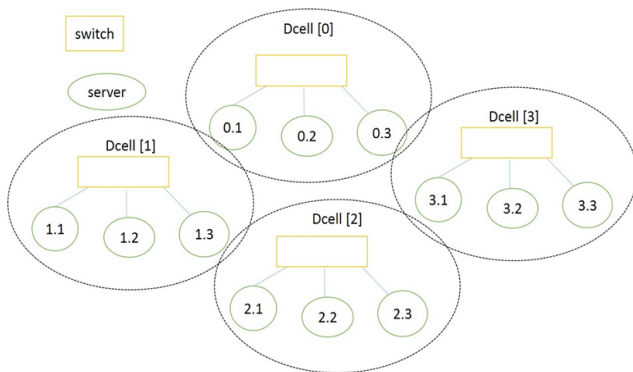 switch
server
Dcell [0]
0.1
0.2
0.3
Dcell [1]
1.1
1.2
1.3
Dcell [2]
2.1
2.2
2.3
Dcell [3]
3.1
3.2
3.3